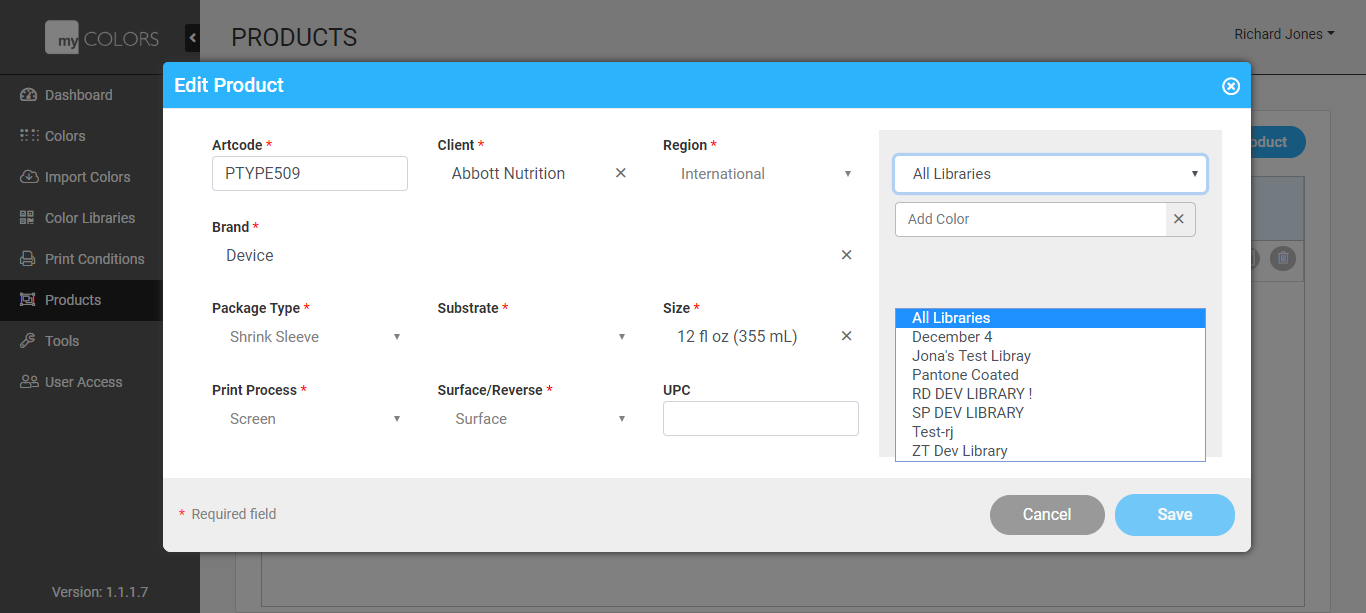 my COLORS
PRODUCTS
Richard Jones
Dashboard
Colors
Import Colors
Color Libraries
Print Conditions
Products
Tools
User Access
Version: 1.1.1.7
oduct
Edit Product
Artcode *
PTYPE509
Client *
Abbott Nutrition
Region *
International
Brand *
Device
Package Type *
Shrink Sleeve
Substrate *
Size *
12 fl oz (355 mL)
Print Process *
Screen
Surface/Reverse *
Surface
UPC
All Libraries
Add Color
All Libraries
December 4
Jona's Test Libray
Pantone Coated
RD DEV LIBRARY !
SP DEV LIBRARY
Test-rj
ZT Dev Library
* Required field
Cancel
Save